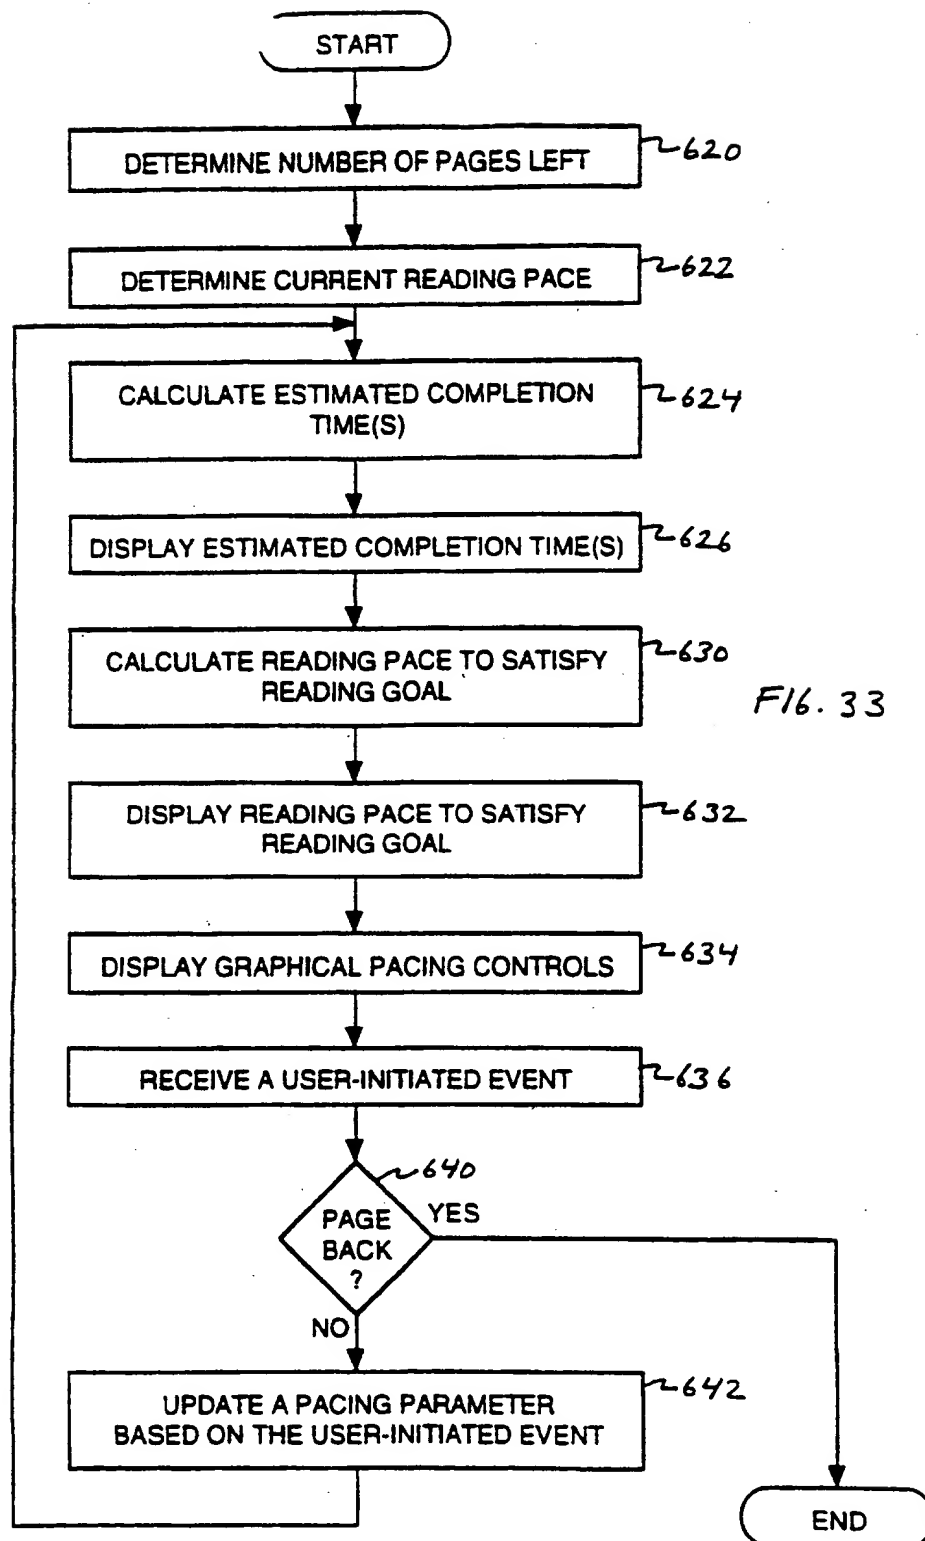 START
DETERMINE NUMBER OF PAGES LEFT
620
DETERMINE CURRENT READING PACE
622
CALCULATE ESTIMATED COMPLETION
TIME(S)
624
DISPLAY ESTIMATED COMPLETION TIME(S)
626
CALCULATE READING PACE TO SATISFY
READING GOAL
630
FIG. 33
DISPLAY READING PACE TO SATISFY
READING GOAL
632
DISPLAY GRAPHICAL PACING CONTROLS
634
RECEIVE A USER-INITIATED EVENT
636
640
PAGE
BACK
?
YES
NO
UPDATE A PACING PARAMETER
BASED ON THE USER-INITIATED EVENT
642
END